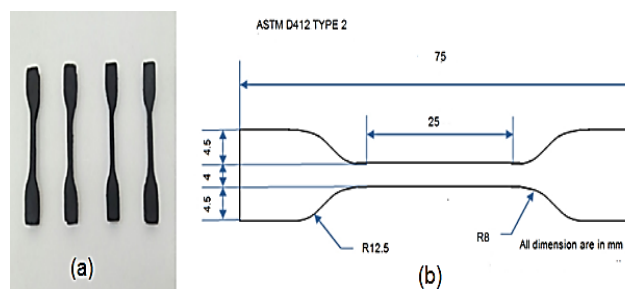 ASTM D412 TYPE 2
75
25
4.5
4
4.5
R12.5
R8
All dimension are in mm
(a)
(b)